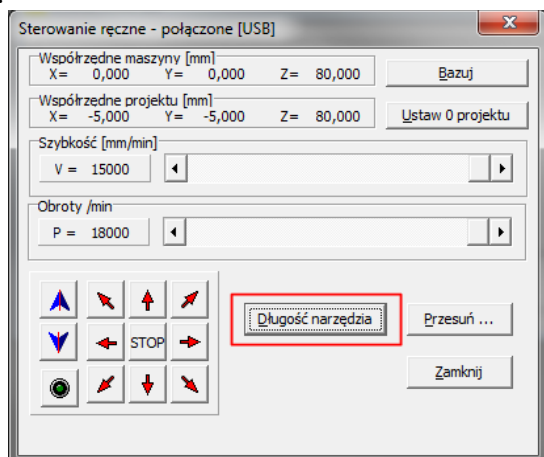 Sterowanie ręczne - połączone [USB]
Współrzędne maszyny [mm]
X= 0,000 Y= 0,000 Z= 80,000
Bazuj
Współrzędne projektu [mm]
X= -5,000 Y= -5,000 Z= 80,000
Ustaw 0 projektu
Szybkość [mm/min]
V = 15000
Obroty /min
P = 18000
STOP
Długość narzędzia
Przesuń ...
Zamknij